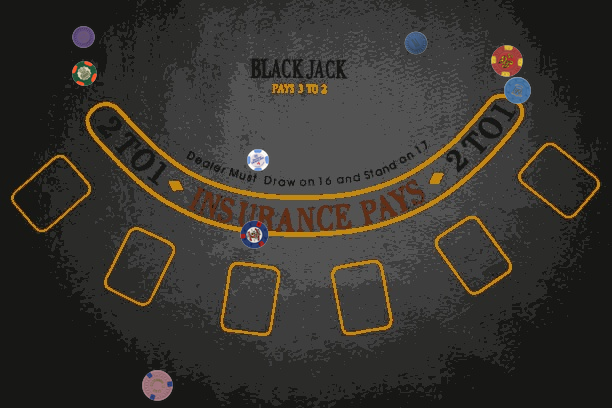 BLACK JACK
PAYS 3 TO 2
Dealer Must Draw on 16 and Stand on 17
2 TO 1 INSURANCE PAYS 2 TO 1